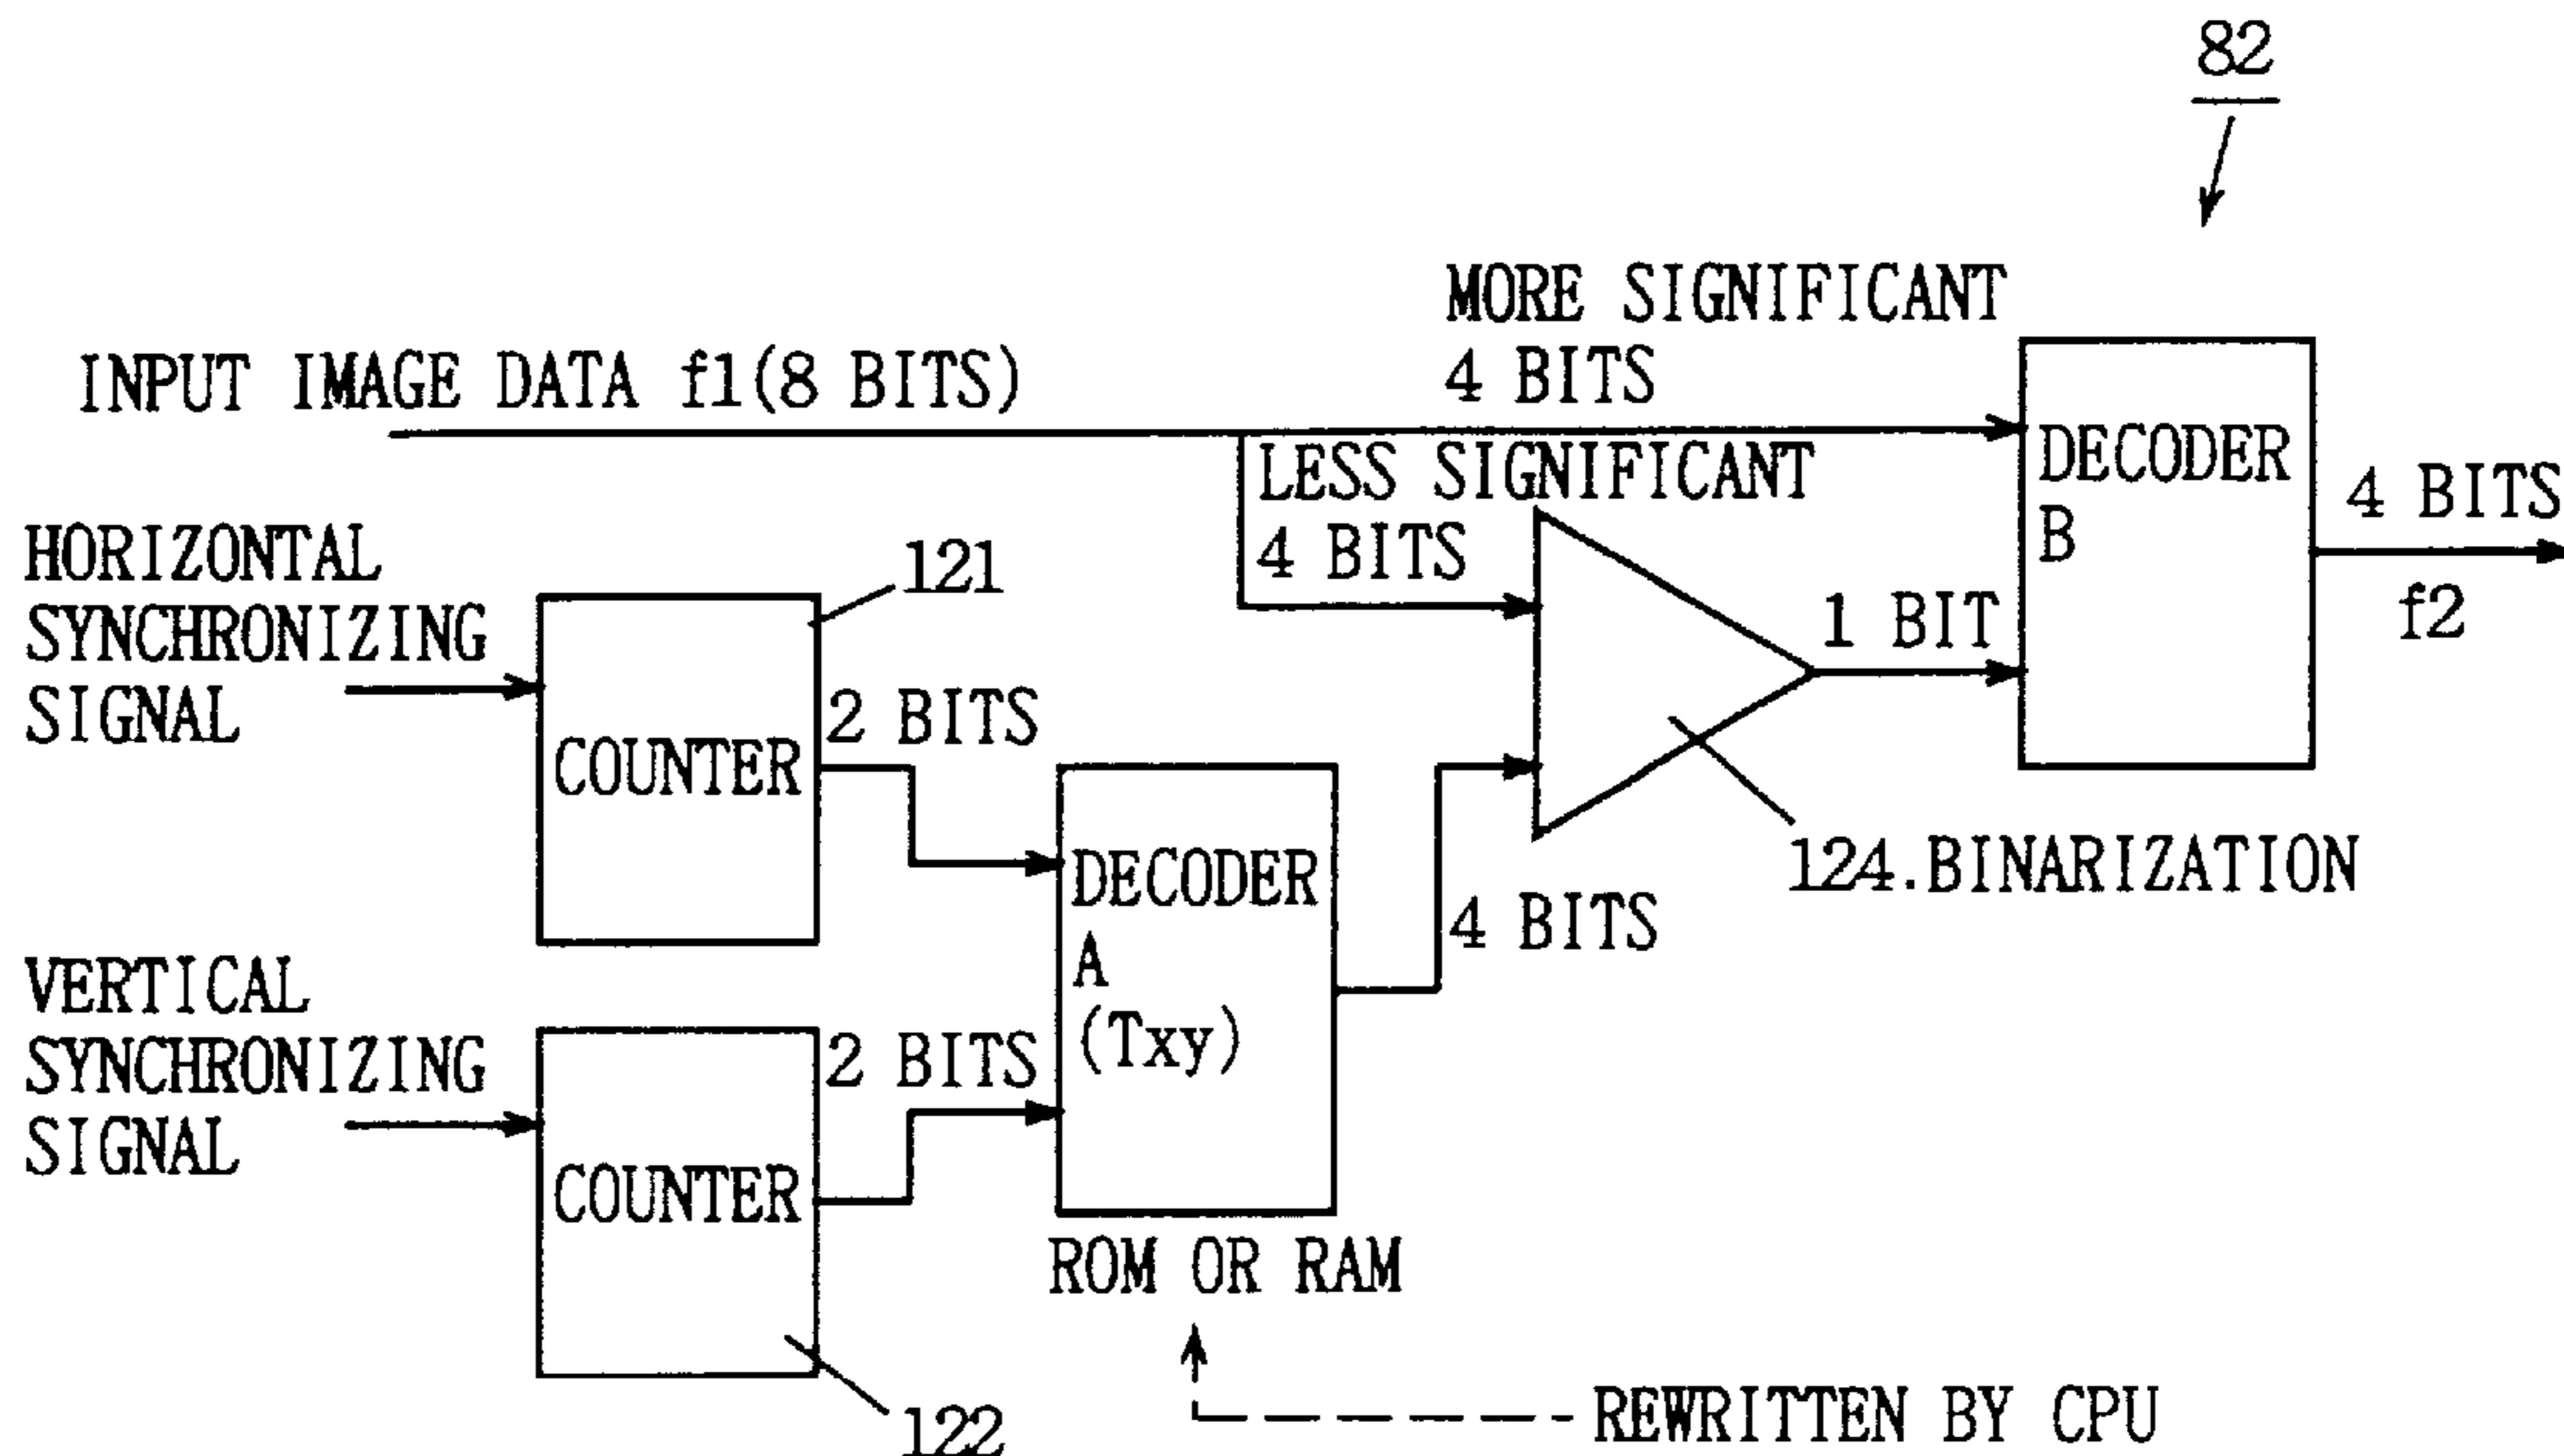 82
MORE SIGNIFICANT
4 BITS
INPUT IMAGE DATA f1(8 BITS)
LESS SIGNIFICANT
4 BITS
DECODER
B
4 BITS
f2
HORIZONTAL
SYNCHRONIZING
SIGNAL
121
COUNTER
2 BITS
1 BIT
124.BINARIZATION
DECODER
A
(Txy)
4 BITS
VERTICAL
SYNCHRONIZING
SIGNAL
2 BITS
COUNTER
122
ROM OR RAM
REWRITTEN BY CPU